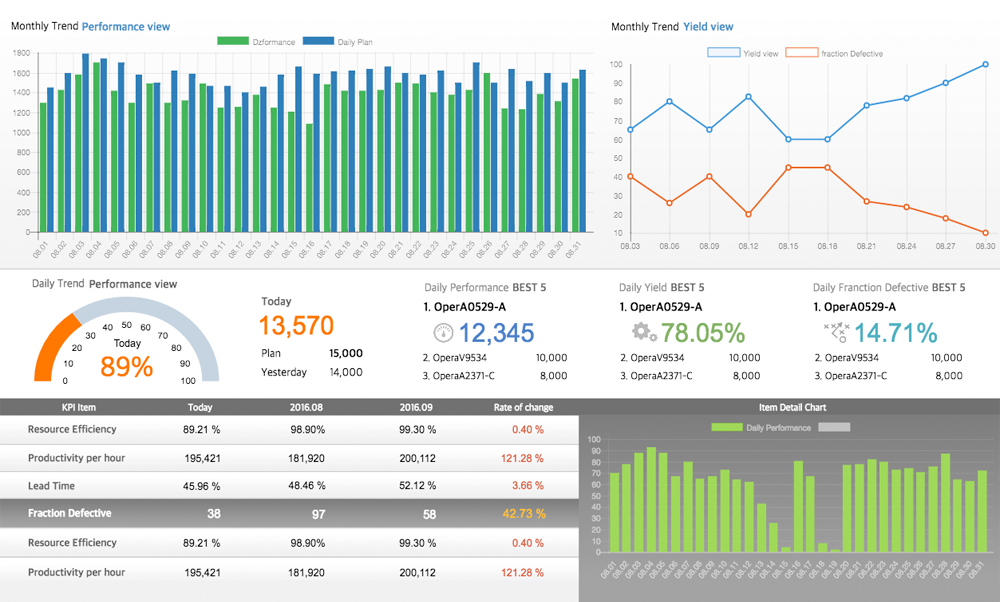 Monthly Trend Performance view
Dzformance Daily Plan
1800
1600
1400
1200
1000
800
600
400
200
0
08.01 08.02 08.03 08.04 08.05 08.06 08.07 08.08 08.09 08.10 08.11 08.12 08.13 08.14 08.15 08.16 08.19 08.18 08.19 08.20 08.21 08.22 08.23 08.24 08.25 08.26 08.27 08.28 08.29 08.30 08.31
Monthly Trend Yield view
Yield view fraction Defective
100
90
80
70
60
50
40
30
20
10
08.03 08.06 08.09 08.12 08.15 08.18 08.21 08.24 08.27 08.30
Daily Trend Performance view
0 10 20 30 40 50 60 70 80 90 100
Today
89%
Today
13,570
Plan 15,000
Yesterday 14,000
Daily Performance BEST 5
1. OperA0529-A
12,345
2. OperaV9534 10,000
3. OperaA2371-C 8,000
Daily Yield BEST 5
1. OperA0529-A
78.05%
2. OperaV9534 10,000
3. OperaA2371-C 8,000
Daily Franction Defective BEST 5
1. OperA0529-A
14.71%
2. OperaV9534 10,000
3. OperaA2371-C 8,000
KPI Item Today 2016.08 2016.09 Rate of change
Resource Efficiency 89.21 % 98.90% 99.30 % 0.40 %
Productivity per hour 195,421 181,920 200,112 121.28 %
Lead Time 45.96 % 48.46 % 52.12 % 3.66 %
Fraction Defective 38 97 58 42.73 %
Resource Efficiency 89.21 % 98.90% 99.30 % 0.40 %
Productivity per hour 195,421 181,920 200,112 121.28 %
Item Detail Chart
Daily Performance
100
90
80
70
60
50
40
30
20
10
0
08.01 08.02 08.03 08.04 08.05 08.06 08.07 08.08 08.09 08.10 08.11 08.12 08.13 08.14 08.15 08.16 08.17 08.18 08.19 08.20 08.21 08.22 08.23 08.24 08.25 08.26 08.27 08.28 08.29 08.30 08.31